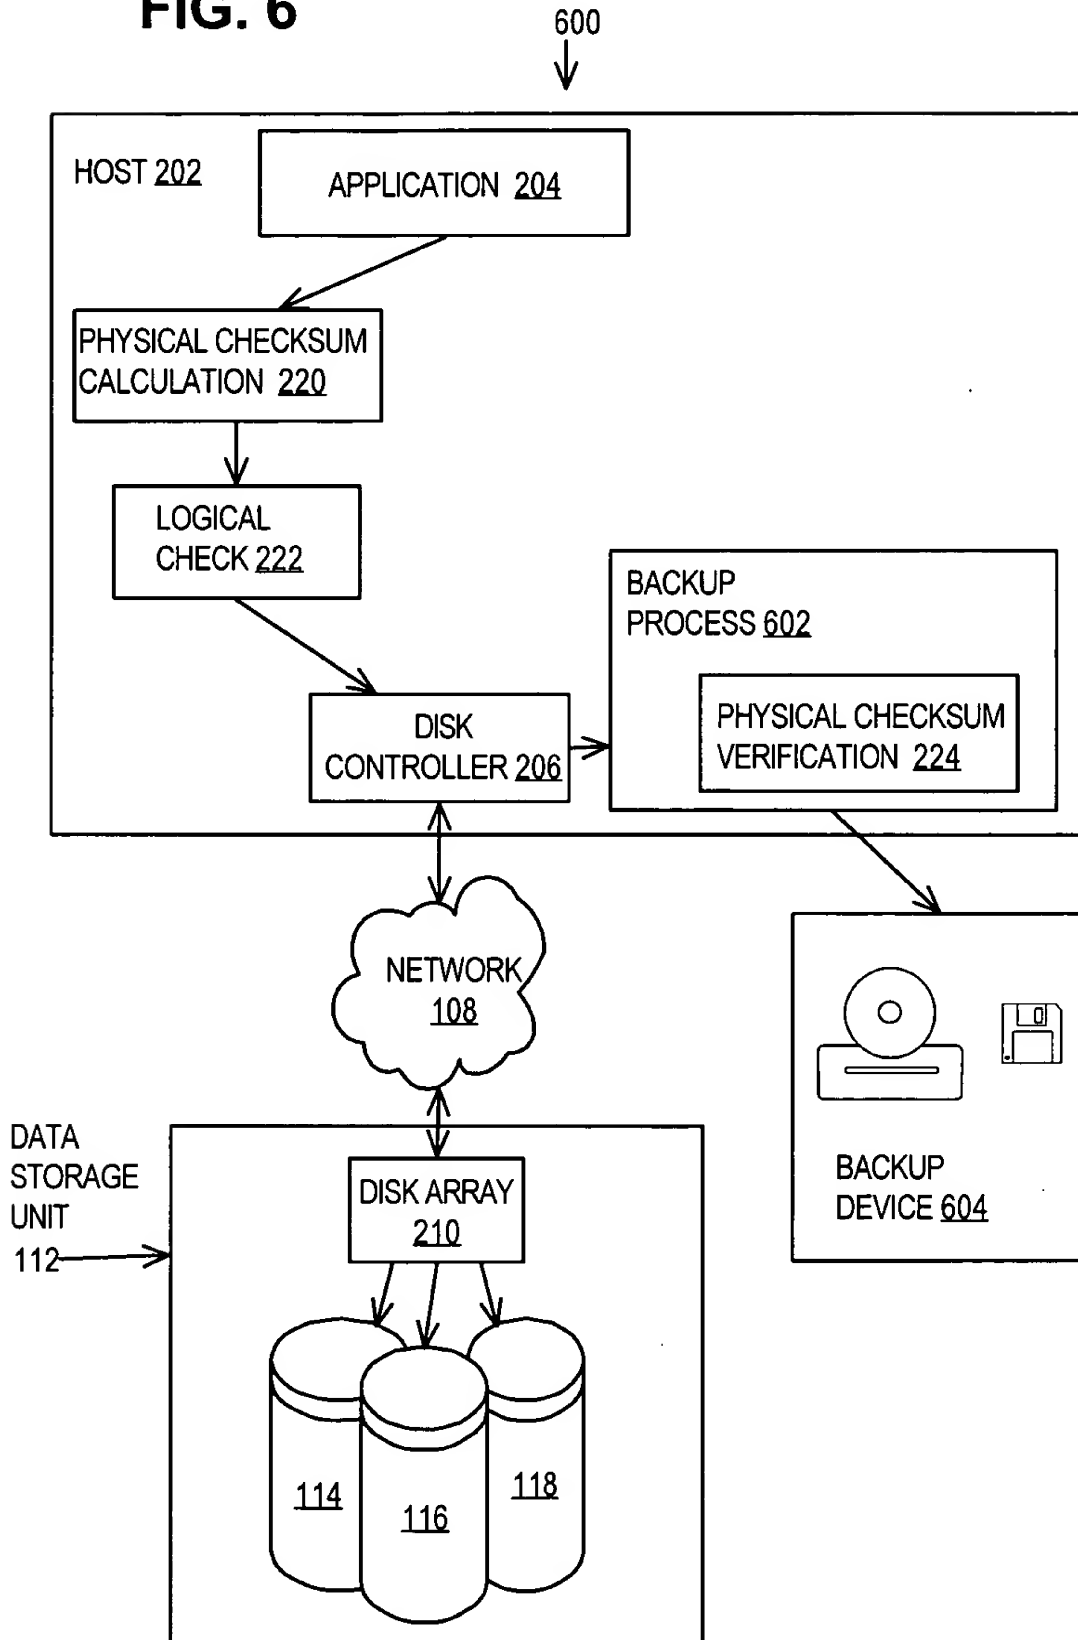 FIG. 6
600
HOST 202
APPLICATION 204
PHYSICAL CHECKSUM
CALCULATION 220
LOGICAL
CHECK 222
BACKUP
PROCESS 602
PHYSICAL CHECKSUM
VERIFICATION 224
DISK
CONTROLLER 206
NETWORK
108
DATA
STORAGE
UNIT
112
DISK ARRAY
210
BACKUP
DEVICE 604
114
116
118